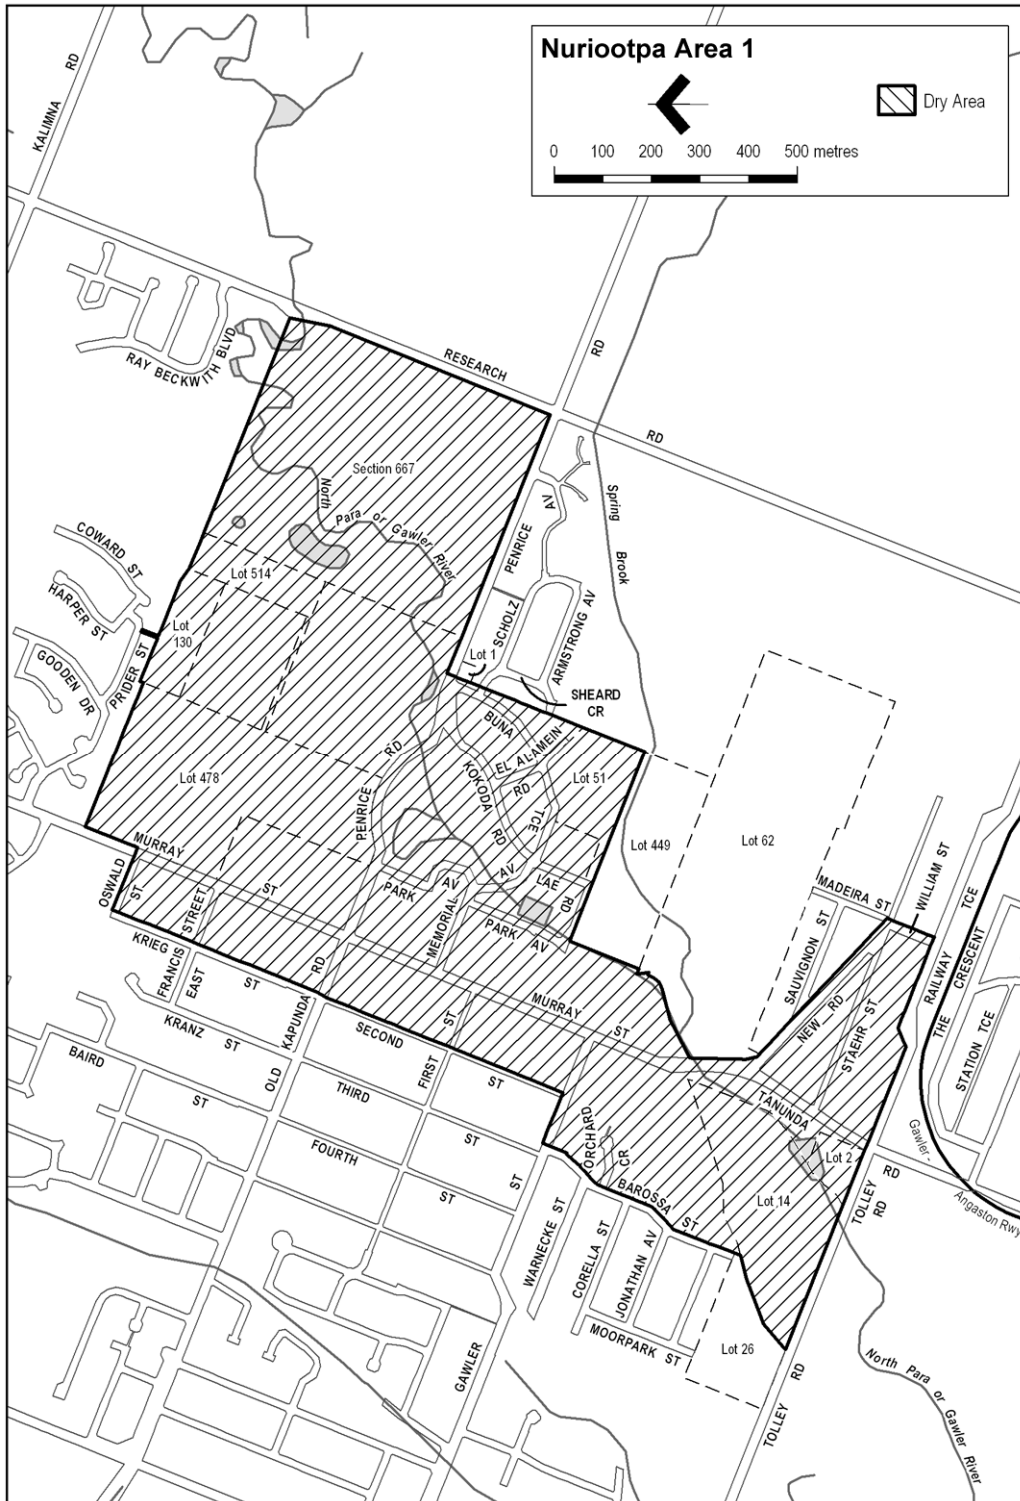 Nuriootpa Area 1
Dry Area
0 100 200 300 400 500 metres
KALIMNA RD
RAY BECKWITH BLVD
RESEARCH RD
RD
Section 667
North Para or Gawler River
Spring Brook
PENRICE AV
COWARD ST
HARPER ST
GOODEN DR
PRIDER ST
Lot 514
Lot 130
Lot 1
SCHOLZ
ARMSTRONG AV
SHEARD CR
BUNA
EL ALAMEIN RD
KOKODA RD
TCE
Lot 51
Lot 478
PENRICE RD
MURRAY ST
OSWALD ST
PARK AV
MEMORIAL AV
LAE RD
PARK AV
Lot 449
Lot 62
MADEIRA ST
SAUVIGNON ST
WILLIAM ST
NEW RD
STAEHR ST
RAILWAY TCE
THE CRESCENT
STATION TCE
KRIEG ST
FRANCIS STREET
EAST
KRANZ ST
BAIRD ST
OLD KAPUNDA RD
SECOND ST
THIRD ST
FOURTH ST
FIRST ST
MURRAY ST
TANUNDA RD
Gawler - Angaston Rwy
Lot 2
Lot 14
TOLLEY RD
ORCHARD CR
BAROSSA ST
WARNECKE ST
CORELLA ST
JONATHAN AV
MOORPARK ST
Lot 26
GAWLER ST
TOLLEY RD
North Para or Gawler River